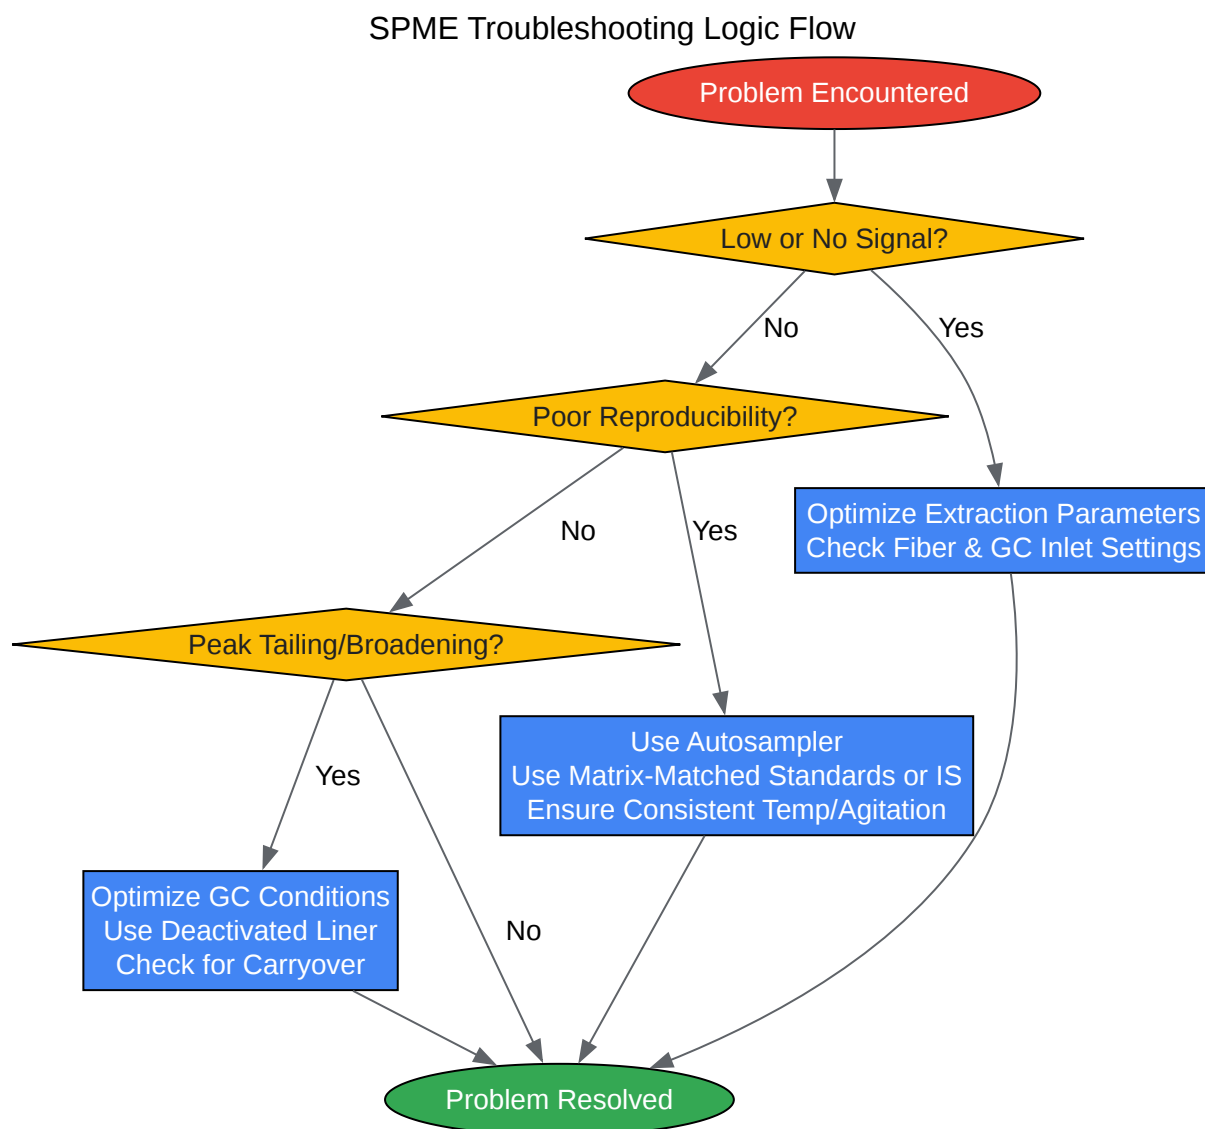 SPME Troubleshooting Logic Flow
Problem Encountered
Low or No Signal?
No
Yes
Poor Reproducibility?
Optimize Extraction Parameters
Check Fiber & GC Inlet Settings
No
Yes
Peak Tailing/Broadening?
Use Autosampler
Use Matrix-Matched Standards or IS
Ensure Consistent Temp/Agitation
Yes
Optimize GC Conditions
Use Deactivated Liner
Check for Carryover
No
Problem Resolved